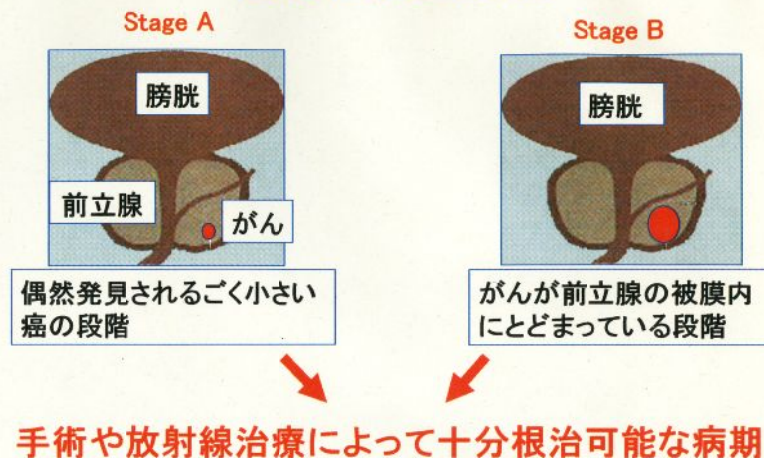 Stage A
Stage B
膀胱
膀胱
前立腺
がん
偶然発見されるごく小さい
癌の段階
がんが前立腺の被膜内
にとどまっている段階
手術や放射線治療によって十分根治可能な病期